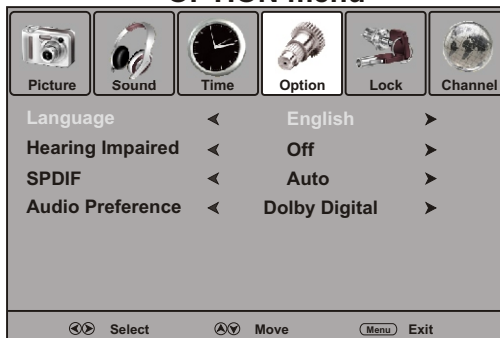 Picture Sound Time Option Lock Channel
Language English
Hearing Impaired Off
SPDIF Auto
Audio Preference Dolby Digital
Select Move Menu Exit